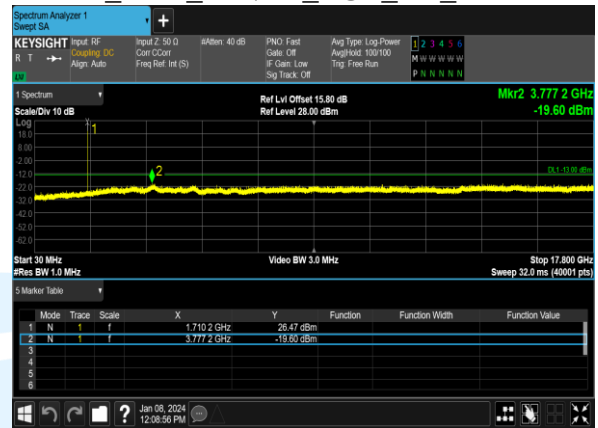 Spectrum Analyzer 1
Swept SA
+
KEYSIGHT Input: RF Input Z: 50 Ω #Atten: 40 dB PNO: Fast Avg Type: Log-Power 1 2 3 4 5 6
R T Coupling: DC Corr CCorr Gate: Off Avg|Hold: 100/100 M W W W W W
Align: Auto Freq Ref: Int (S) IF Gain: Low Trig: Free Run
Sig Track: Off P N N N N N
LV
1 Spectrum Ref Lvl Offset 15.80 dB Mkr2 3.777 2 GHz
Scale/Div 10 dB Ref Level 28.00 dBm -19.60 dBm
Log
1
18.0
8.00
-2.00
-12.0 2 DL1 -13.00 dBm
-22.0
-32.0
-42.0
-52.0
-62.0
Start 30 MHz Video BW 3.0 MHz Stop 17.800 GHz
#Res BW 1.0 MHz Sweep 32.0 ms (40001 pts)
5 Marker Table
Mode Trace Scale X Y Function Function Width Function Value
1 N 1 f 1.710 2 GHz 26.47 dBm
2 N 1 f 3.777 2 GHz -19.60 dBm
3
4
5
6
? Jan 08, 2024
12:08:56 PM